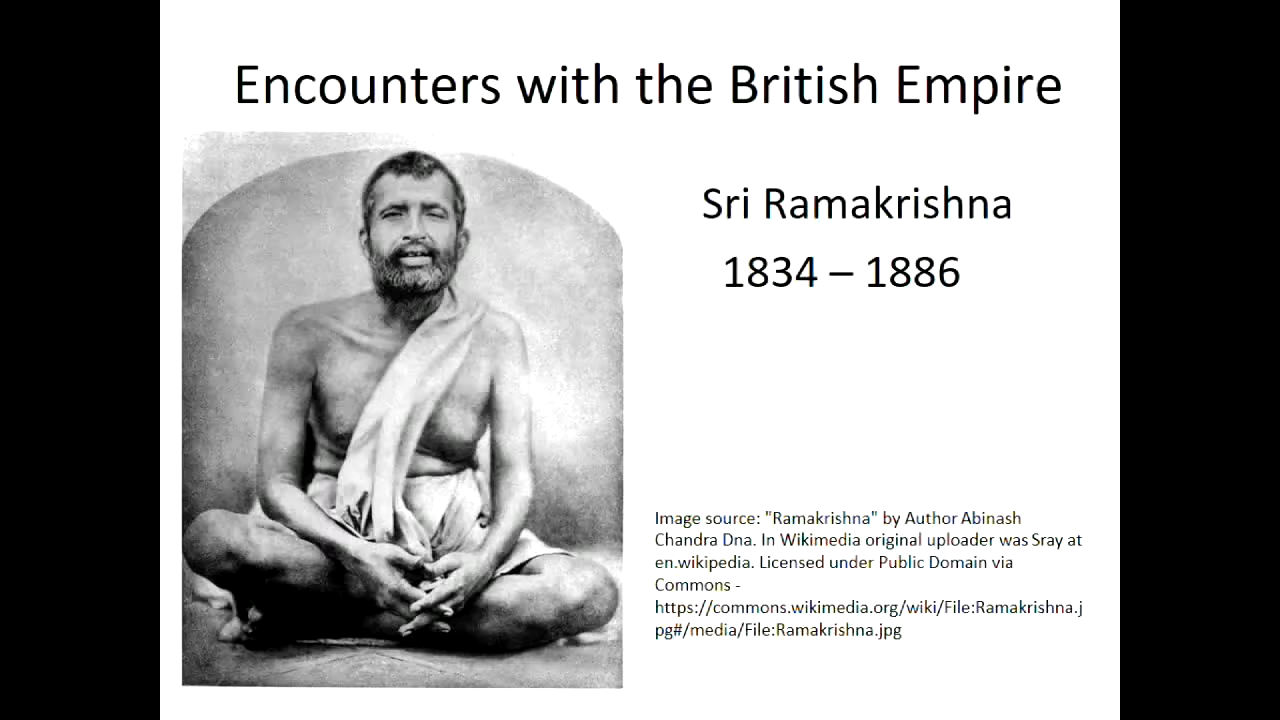 Encounters with the British Empire
Sri Ramakrishna
1834 – 1886
Image source: "Ramakrishna" by Author Abinash
Chandra Dna. In Wikimedia original uploader was Sray at
en.wikipedia. Licensed under Public Domain via
Commons -
https://commons.wikimedia.org/wiki/File:Ramakrishna.j
pg#/media/File:Ramakrishna.jpg